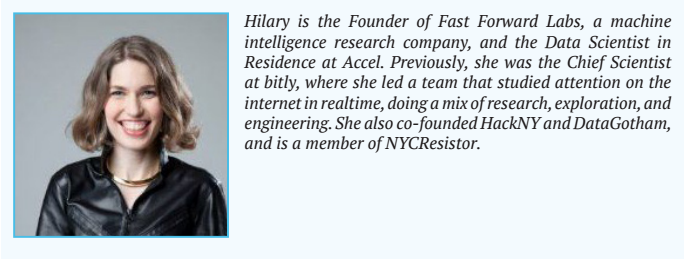 Hilary is the Founder of Fast Forward Labs, a machine
intelligence research company, and the Data Scientist in
Residence at Accel. Previously, she was the Chief Scientist
at bitly, where she led a team that studied attention on the
internet in realtime, doing a mix of research, exploration, and
engineering. She also co-founded HackNY and DataGotham,
and is a member of NYCResistor.